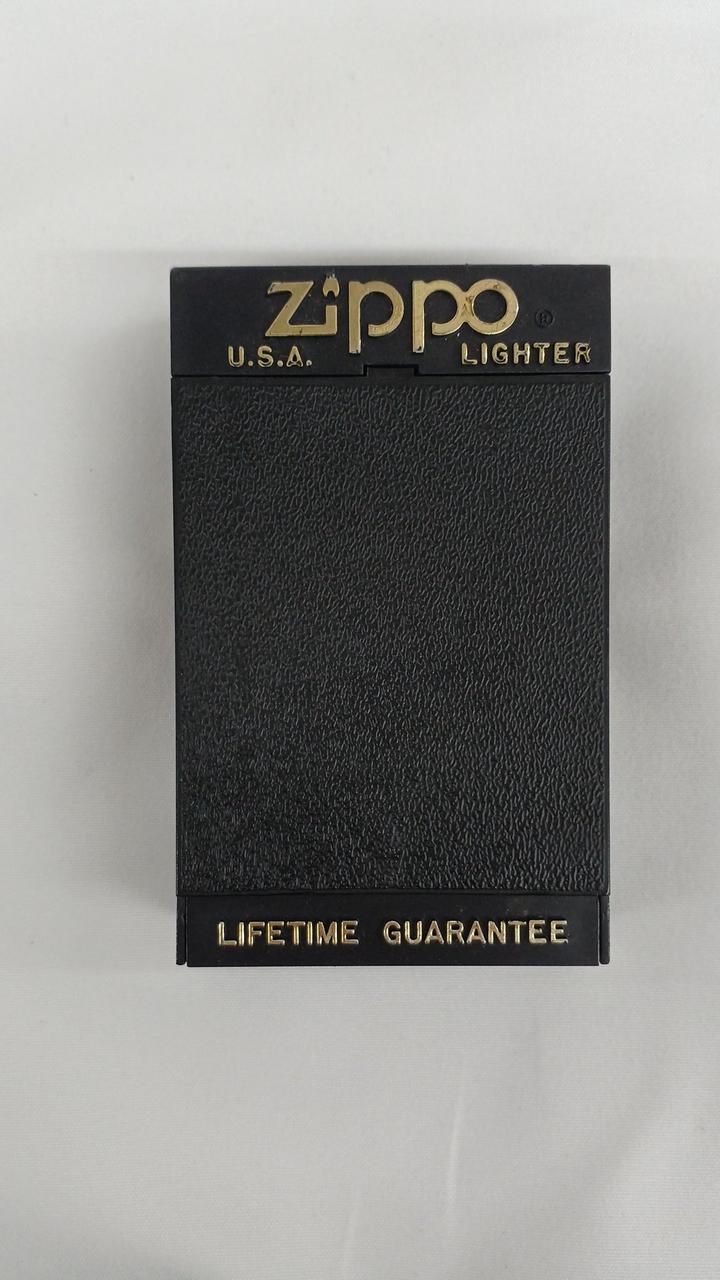 Zippo ®
U.S.A. LIGHTER
LIFETIME GUARANTEE